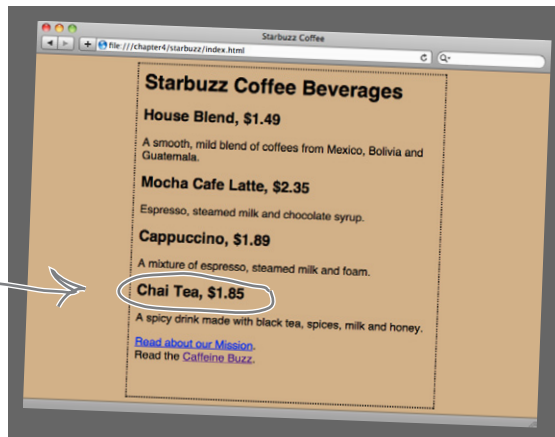 Starbuzz Coffee
file:///chapter4/starbuzz/index.html
Starbuzz Coffee Beverages
House Blend, $1.49
A smooth, mild blend of coffees from Mexico, Bolivia and
Guatemala.
Mocha Cafe Latte, $2.35
Espresso, steamed milk and chocolate syrup.
Cappuccino, $1.89
A mixture of espresso, steamed milk and foam.
Chai Tea, $1.85
A spicy drink made with black tea, spices, milk and honey.
Read about our Mission.
Read the Caffeine Buzz.